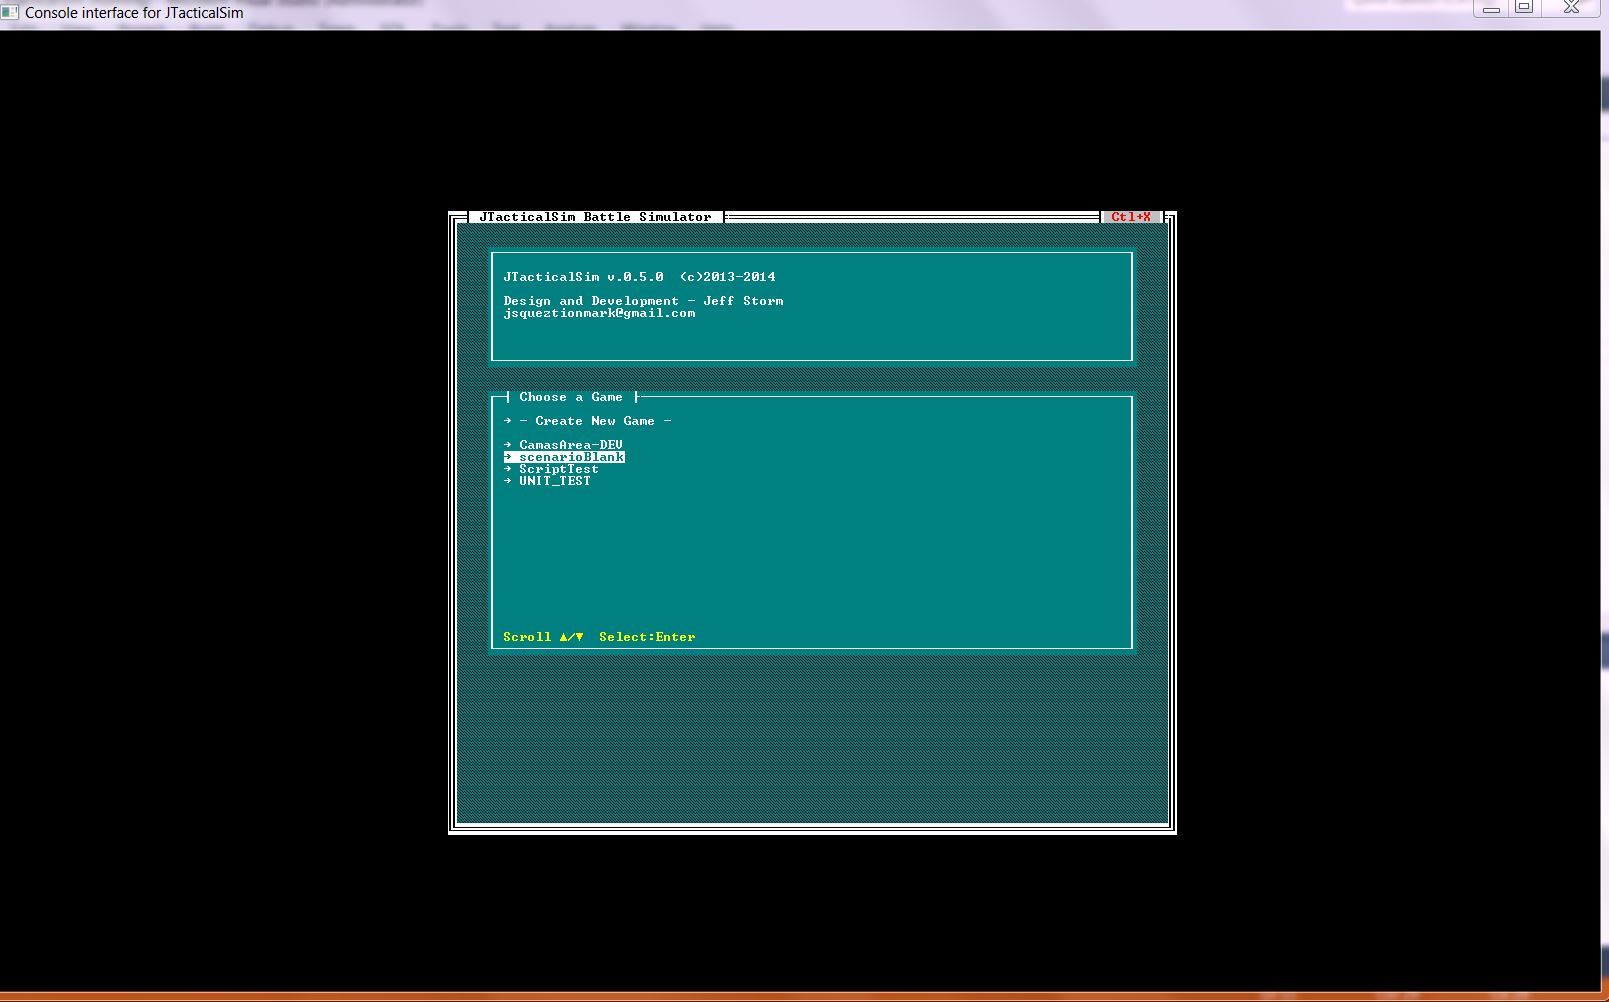 Console interface for JTacticalSim
JTacticalSim Battle Simulator
Ctl+X
JTacticalSim v.0.5.0 (c)2013-2014
Design and Development - Jeff Storm
jsqueztionmark@gmail.com
Choose a Game
→ - Create New Game -
→ CamasArea-DEV
→ scenarioBlank
→ ScriptTest
→ UNIT_TEST
Scroll ▲/▼ Select:Enter